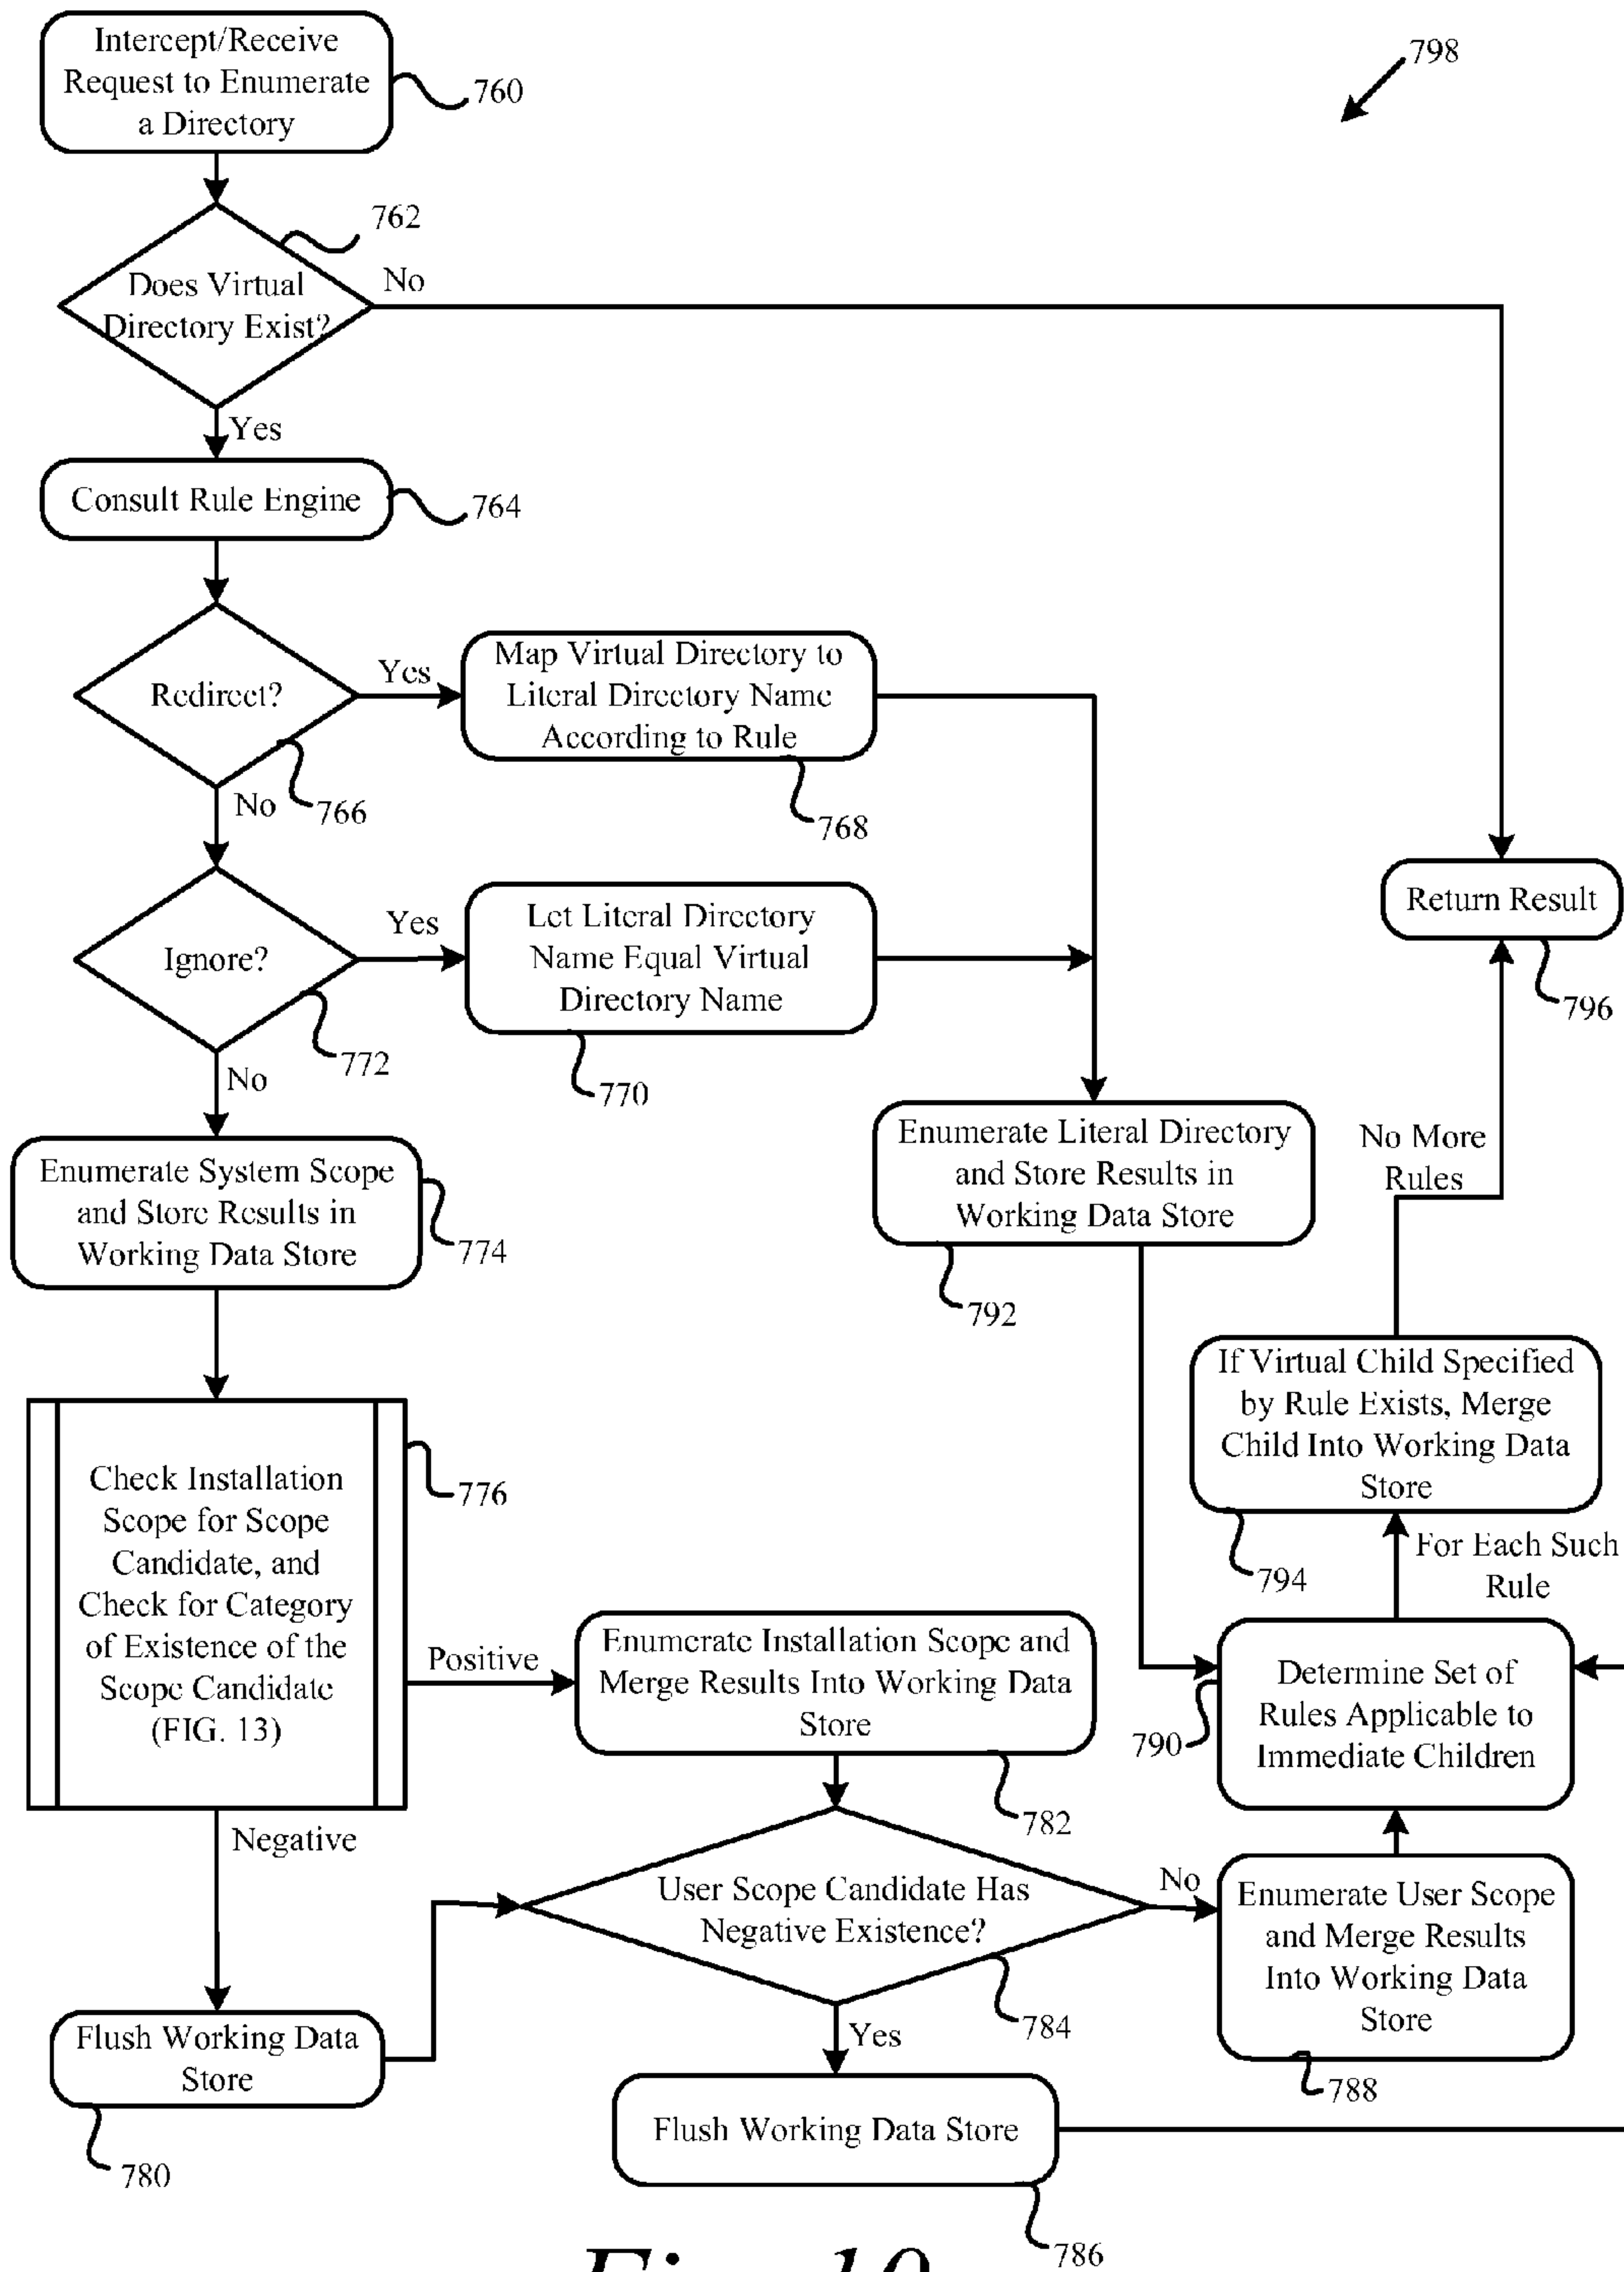 Intercept/Receive
Request to Enumerate
a Directory
760
798
762
Does Virtual
Directory Exist?
No
Yes
Consult Rule Engine
764
Redirect?
Yes
No
766
Map Virtual Directory to
Literal Directory Name
According to Rule
768
Ignore?
Yes
No
772
Let Literal Directory
Name Equal Virtual
Directory Name
770
Return Result
796
Enumerate System Scope
and Store Results in
Working Data Store
774
Enumerate Literal Directory
and Store Results in
Working Data Store
792
No More
Rules
If Virtual Child Specified
by Rule Exists, Merge
Child Into Working Data
Store
794
For Each Such
Rule
Check Installation
Scope for Scope
Candidate, and
Check for Category
of Existence of the
Scope Candidate
(FIG. 13)
776
Positive
Negative
Enumerate Installation Scope and
Merge Results Into Working Data
Store
782
Determine Set of
Rules Applicable to
Immediate Children
790
User Scope Candidate Has
Negative Existence?
No
Yes
784
Enumerate User Scope
and Merge Results
Into Working Data
Store
788
Flush Working Data
Store
780
Flush Working Data Store
786